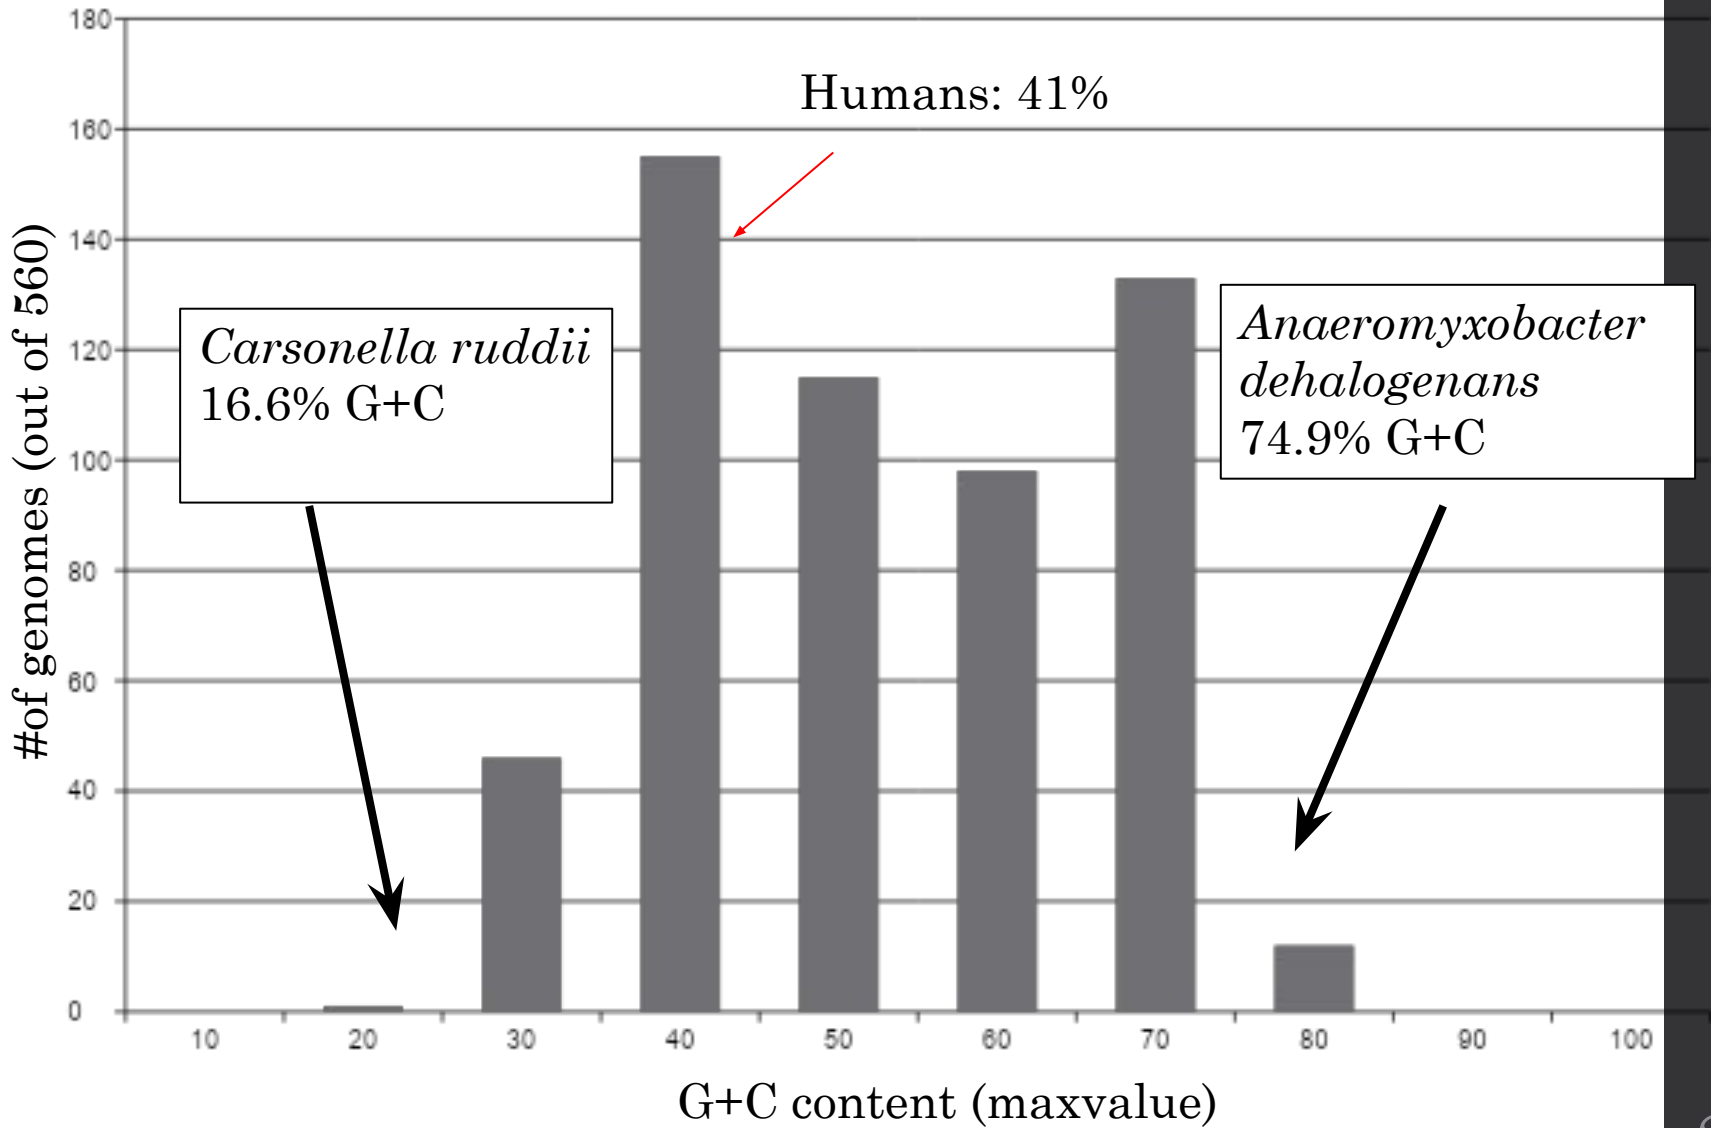 180
Humans: 41%
160
140
120
100
80
60
40
20
0
#of genomes (out of 560)
Carsonella ruddii
16.6% G+C
Anaeromyxobacter
dehalogenans
74.9% G+C
10 20 30 40 50 60 70 80 90 100
G+C content (maxvalue)